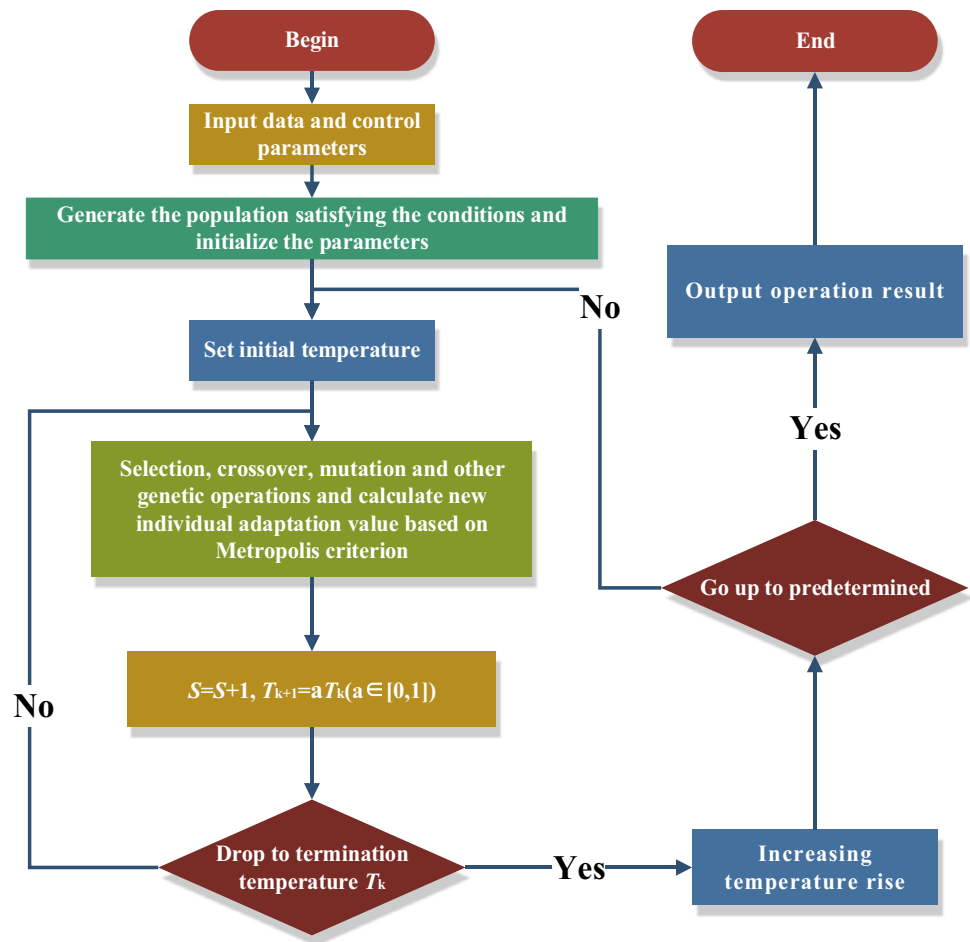 Begin
Input data and control
parameters
Generate the population satisfying the conditions and
initialize the parameters
Set initial temperature
Selection, crossover, mutation and other
genetic operations and calculate new
individual adaptation value based on
Metropolis criterion
S=S+1, Tk+1=aTk(a∈[0,1])
No
Drop to termination
temperature Tk
Yes
Increasing
temperature rise
Go up to predetermined
No
Yes
Output operation result
End